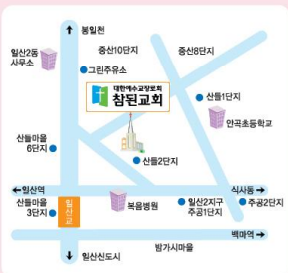 봉일천
중산10단지
중산8단지
일산2동
사무소
그린주유소
대한예수교장로회
참된교회
산들1단지
안곡초등학교
산들마을
6단지
산들2단지
←일산역
식사동→
산들마을
3단지
일산교
복음병원
일산2지구
주공1단지
주공2단지
백마역→
밤가시마을
일산신도시